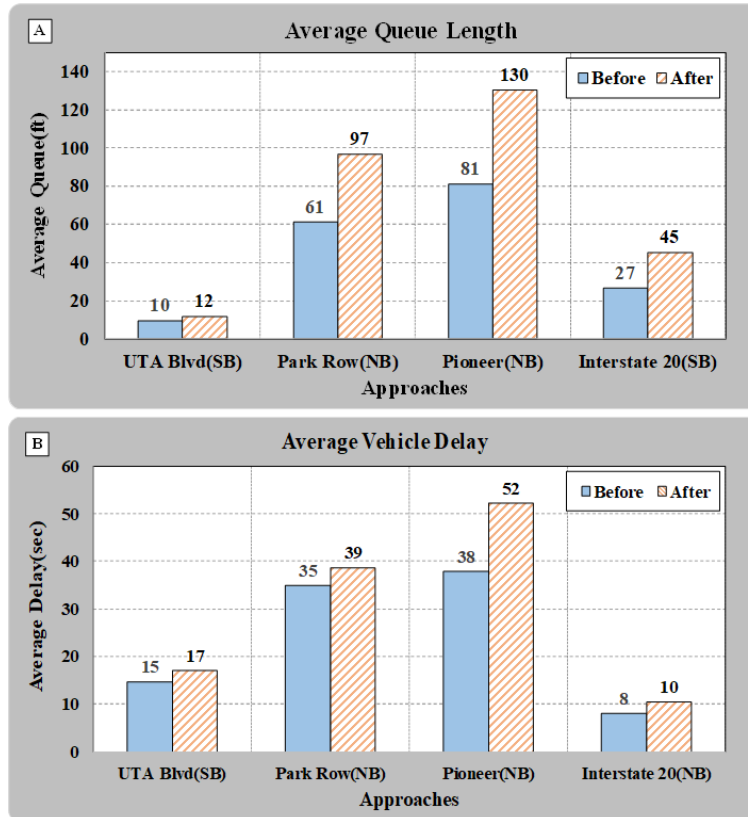 A
Average Queue Length
Before After
Average Queue(ft)
140
120
100
80
60
40
20
0
10 12 61 97 81 130 27 45
UTA Blvd(SB) Park Row(NB) Pioneer(NB) Interstate 20(SB)
Approaches
B
Average Vehicle Delay
Before After
Average Delay(sec)
60
50
40
30
20
10
0
15 17 35 39 38 52 8 10
UTA Blvd(SB) Park Row(NB) Pioneer(NB) Interstate 20(NB)
Approaches